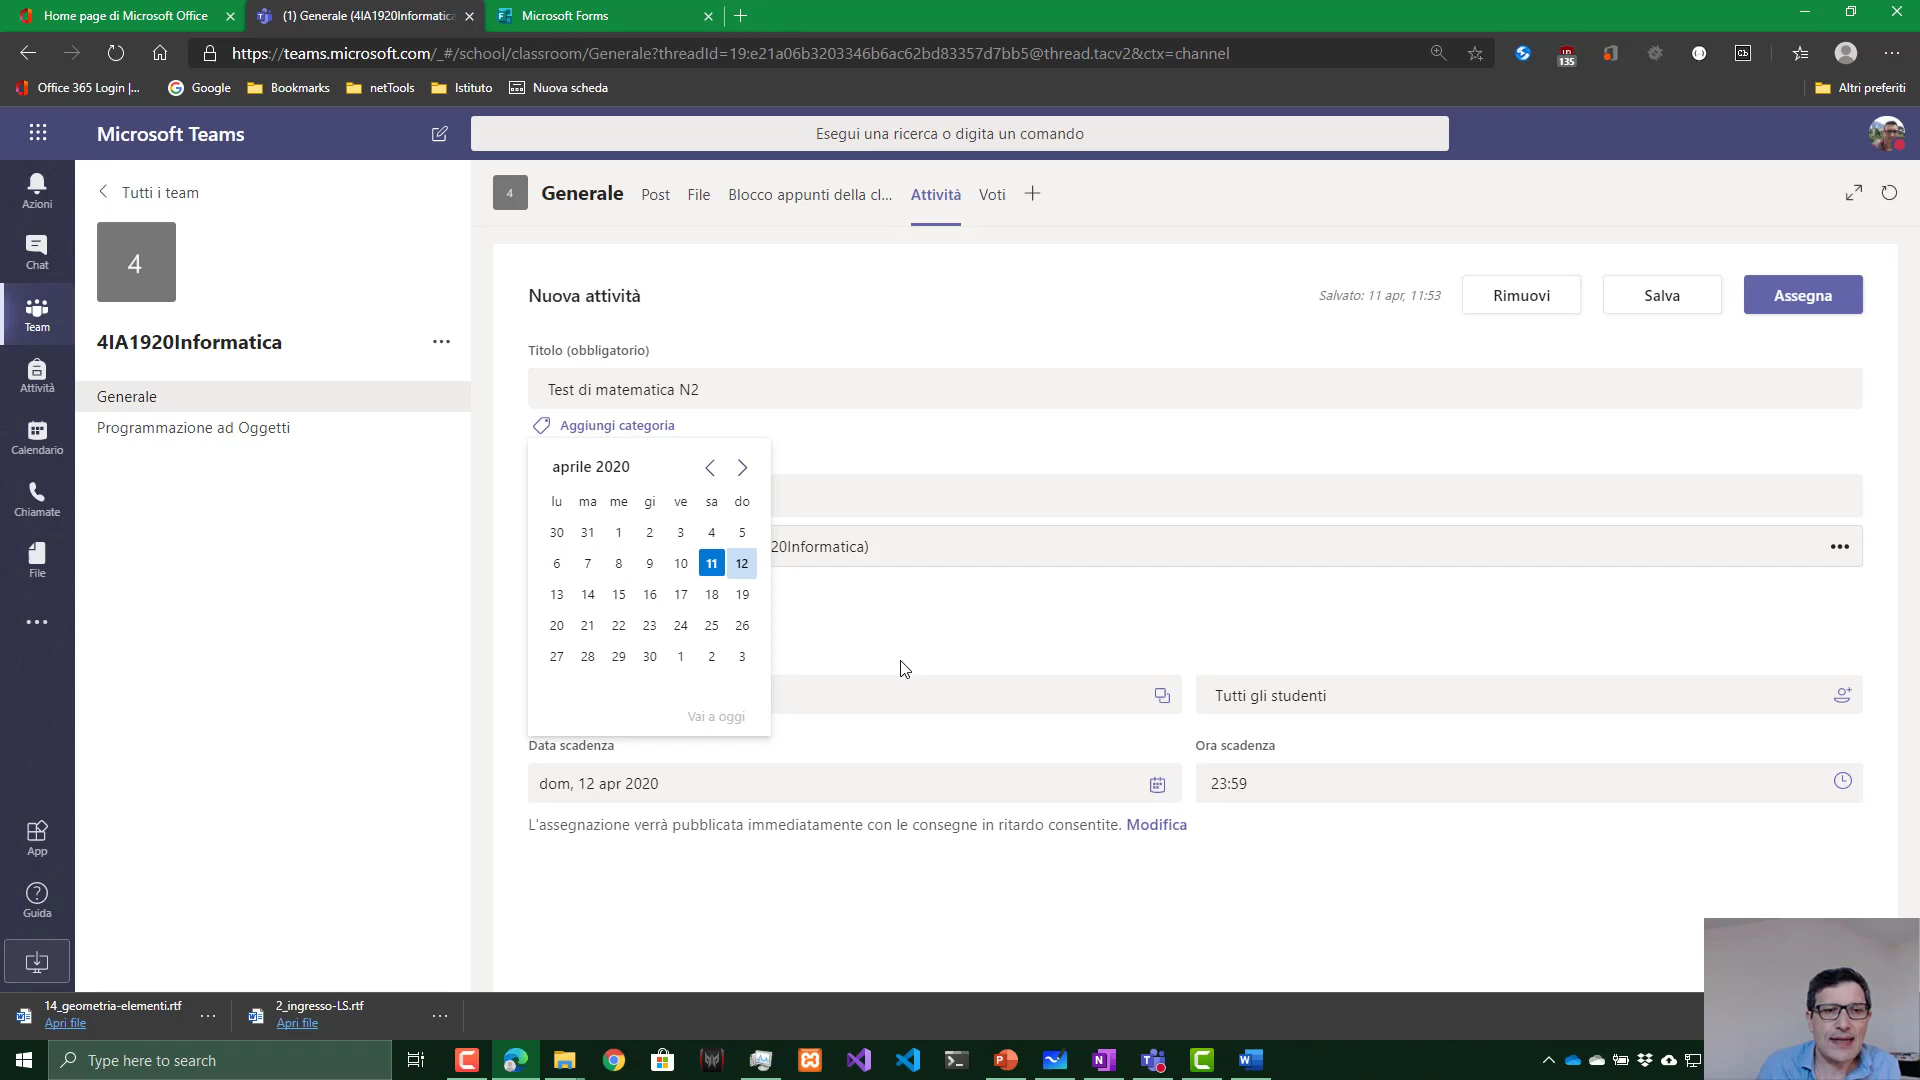 Home page di Microsoft Office
(1) Generale (4IA1920Informatica
Microsoft Forms
https://teams.microsoft.com/_#/school/classroom/Generale?threadId=19:e21a06b3203346b6ac62bd83357d7bb5@thread.tacv2&ctx=channel
135
Office 365 Login |...
Google
Bookmarks
netTools
Istituto
Nuova scheda
Altri preferiti
Microsoft Teams
Esegui una ricerca o digita un comando
Azioni
Chat
Team
Attività
Calendario
Chiamate
File
App
Guida
Tutti i team
4
4IA1920Informatica
Generale
Programmazione ad Oggetti
4
Generale
Post
File
Blocco appunti della cl...
Attività
Voti
Nuova attività
Salvato: 11 apr, 11:53
Rimuovi
Salva
Assegna
Titolo (obbligatorio)
Test di matematica N2
Aggiungi categoria
aprile 2020
lu ma me gi ve sa do
30 31 1 2 3 4 5
6 7 8 9 10 11 12
13 14 15 16 17 18 19
20 21 22 23 24 25 26
27 28 29 30 1 2 3
Vai a oggi
20Informatica)
Tutti gli studenti
Data scadenza
Ora scadenza
dom, 12 apr 2020
23:59
L'assegnazione verrà pubblicata immediatamente con le consegne in ritardo consentite. Modifica
14_geometria-elementi.rtf
Apri file
2_ingresso-LS.rtf
Apri file
Type here to search